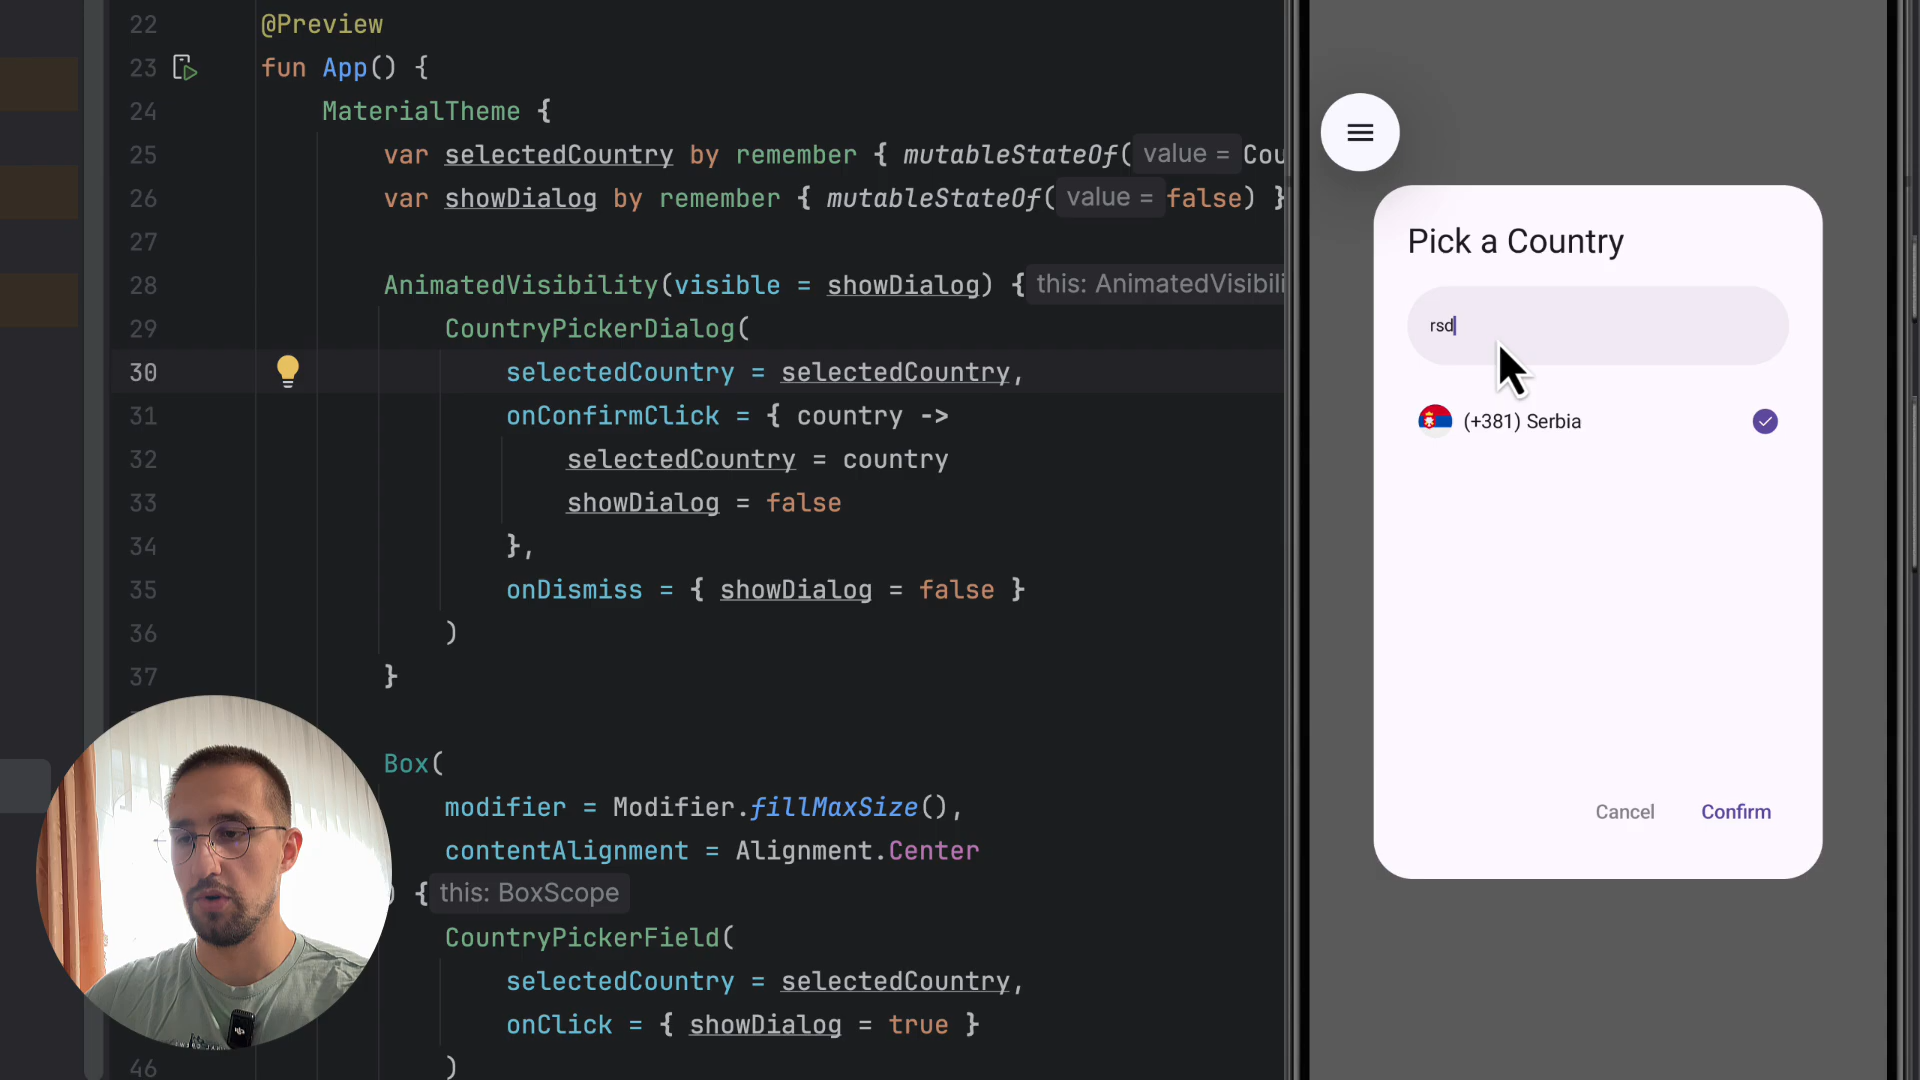 22 @Preview
23 fun App() {
24 MaterialTheme {
25 var selectedCountry by remember { mutableStateOf( value = Cou
26 var showDialog by remember { mutableStateOf( value = false) }
27
28 AnimatedVisibility(visible = showDialog) { this: AnimatedVisibili
29 CountryPickerDialog(
30 selectedCountry = selectedCountry,
31 onConfirmClick = { country ->
32 selectedCountry = country
33 showDialog = false
34 },
35 onDismiss = { showDialog = false }
36 )
37 }
Box(
modifier = Modifier.fillMaxSize(),
contentAlignment = Alignment.Center
) { this: BoxScope
CountryPickerField(
selectedCountry = selectedCountry,
onClick = { showDialog = true }
46 )
Pick a Country
rsd
(+381) Serbia
Cancel Confirm